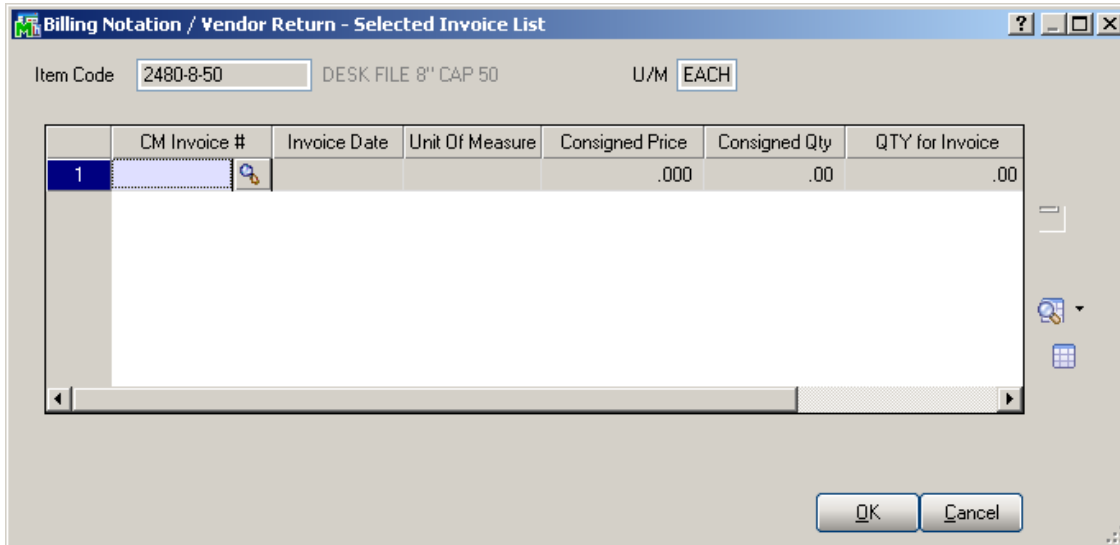 Billing Notation / Vendor Return - Selected Invoice List
Item Code 2480-8-50 DESK FILE 8" CAP 50 U/M EACH
CM Invoice # Invoice Date Unit Of Measure Consigned Price Consigned Qty QTY for Invoice
1 .000 .00 .00
OK Cancel